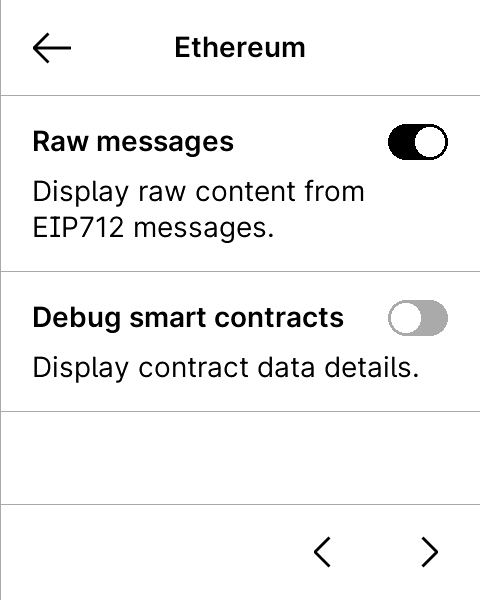 Ethereum
Raw messages
Display raw content from
EIP712 messages.
Debug smart contracts
Display contract data details.